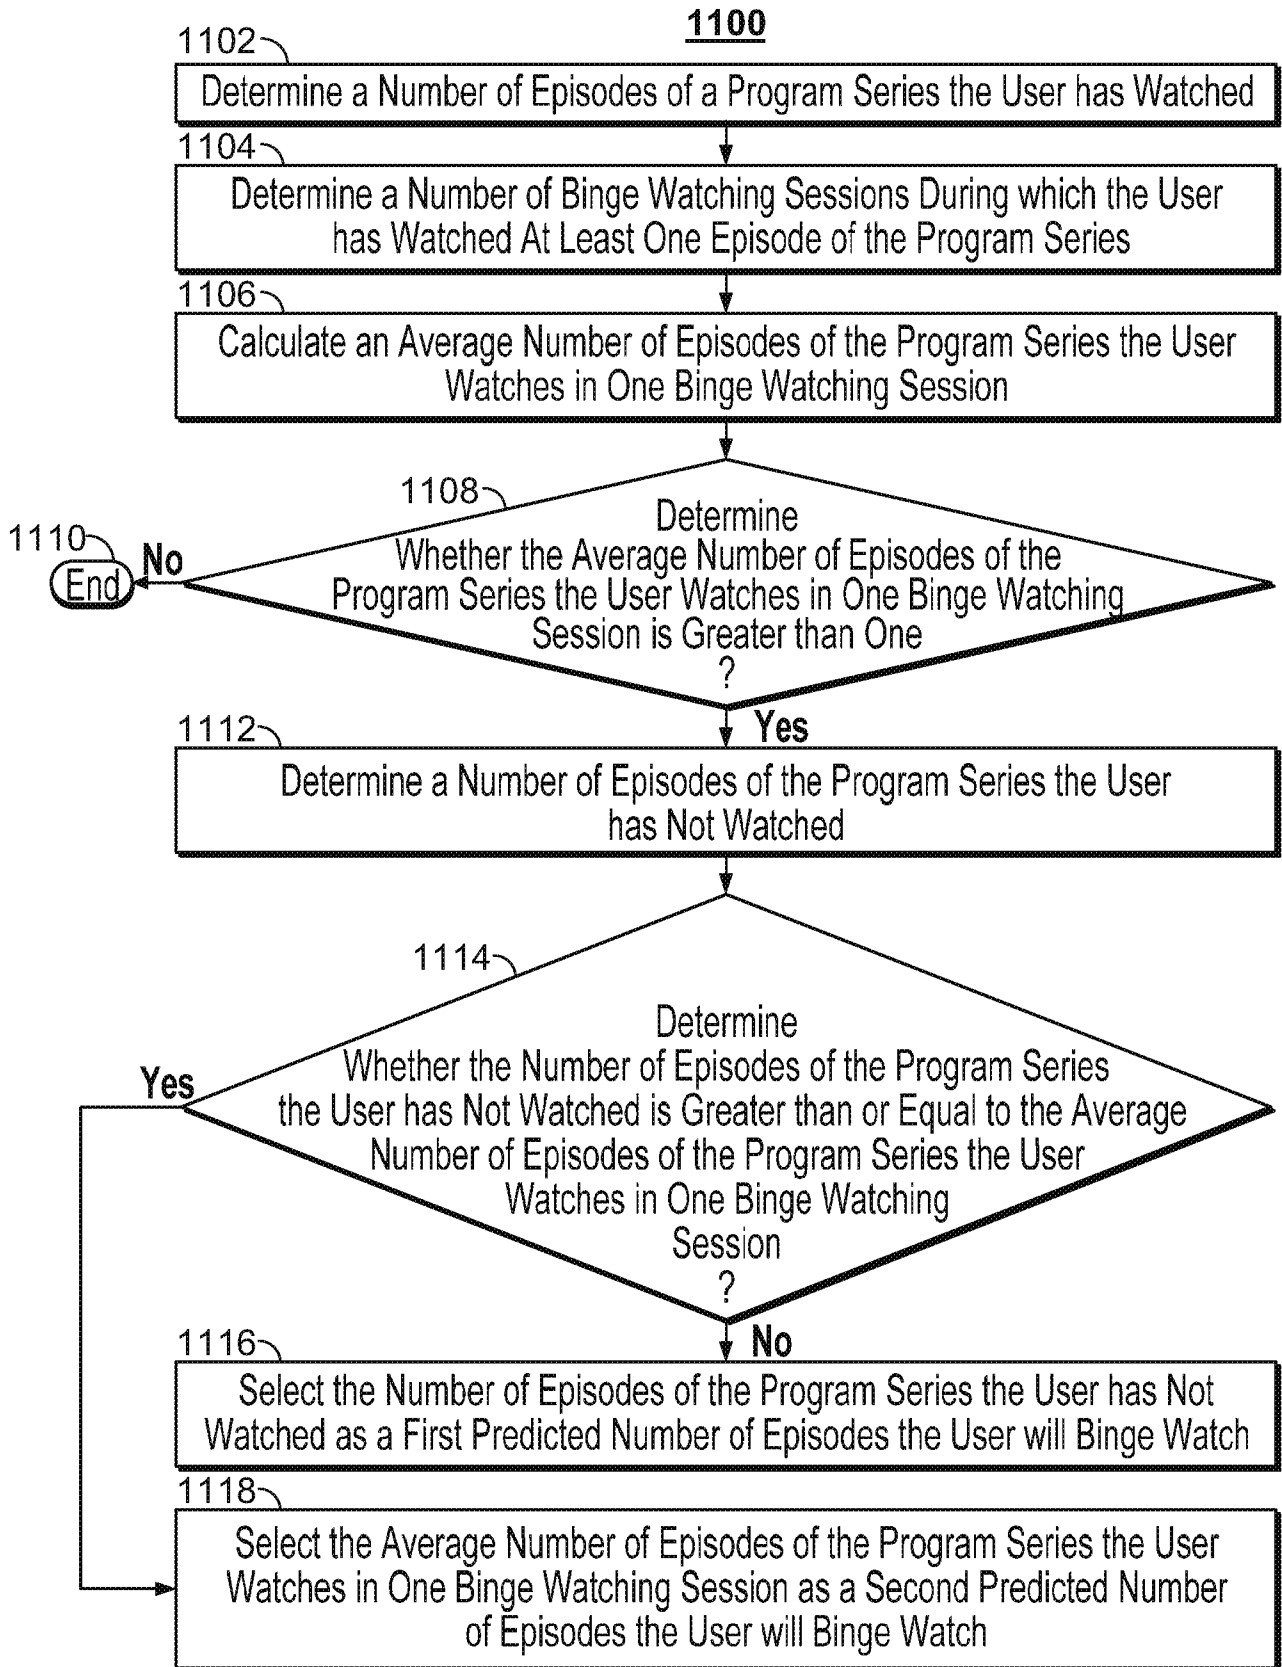 1100
1102
Determine a Number of Episodes of a Program Series the User has Watched
1104
Determine a Number of Binge Watching Sessions During which the User
has Watched At Least One Episode of the Program Series
1106
Calculate an Average Number of Episodes of the Program Series the User
Watches in One Binge Watching Session
1108
Determine
Whether the Average Number of Episodes of the
Program Series the User Watches in One Binge Watching
Session is Greater than One
?
1110
End
No
Yes
1112
Determine a Number of Episodes of the Program Series the User
has Not Watched
1114
Determine
Whether the Number of Episodes of the Program Series
the User has Not Watched is Greater than or Equal to the Average
Number of Episodes of the Program Series the User
Watches in One Binge Watching
Session
?
Yes
No
1116
Select the Number of Episodes of the Program Series the User has Not
Watched as a First Predicted Number of Episodes the User will Binge Watch
1118
Select the Average Number of Episodes of the Program Series the User
Watches in One Binge Watching Session as a Second Predicted Number
of Episodes the User will Binge Watch